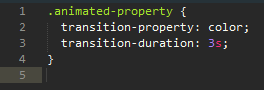 1 .animated-property {
2 transition-property: color;
3 transition-duration: 3s;
4 }
5